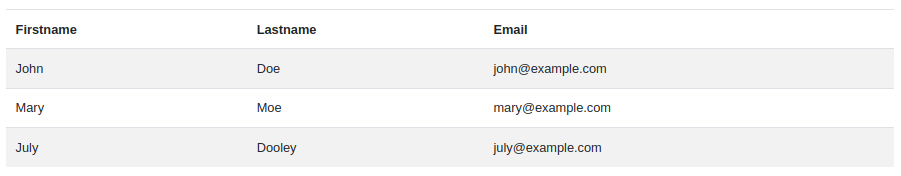 Firstname Lastname Email
John Doe john@example.com
Mary Moe mary@example.com
July Dooley july@example.com